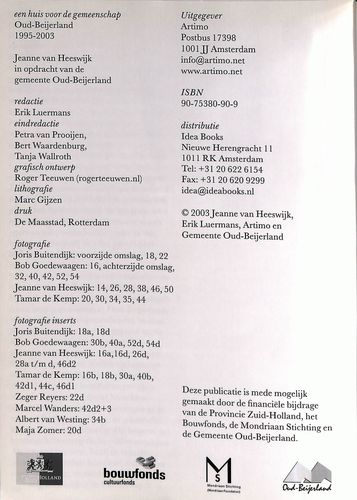 een huis voor de gemeenschap
Oud-Beijerland
1995-2003
Jeanne van Heeswijk
in opdracht van de
gemeente Oud-Beijerland
redactie
Erik Luermans
eindredactie
Petra van Prooijen,
Bert Waardenburg,
Tanja Wallroth
grafisch ontwerp
Roger Teeuwen (rogerteeuwen.nl)
lithografie
Marc Gijzen
druk
De Maasstad, Rotterdam
fotografie
Joris Buitendijk: voorzijde omslag, 18, 22
Bob Goedewaagen: 16, achterzijde omslag,
32, 40, 42, 52, 54
Jeanne van Heeswijk: 14, 26, 28, 38, 46, 50
Tamar de Kemp: 20, 30, 34, 35, 44
fotografie inserts
Joris Buitendijk: 18a, 18d
Bob Goedewaagen: 30b, 40a, 52d, 54d
Jeanne van Heeswijk: 16a,16d, 26d,
28a t/m d, 46d2
Tamar de Kemp: 16b, 18b, 30a, 40b,
42d1, 44c, 46d1
Zeger Reyers: 22d
Marcel Wanders: 42d2+3
Albert van Westing: 34b
Maja Zomer: 20d
Uitgegever
Artimo
Postbus 17398
1001 JJ Amsterdam
info@artimo.net
www.artimo.net
ISBN
90-75380-90-9
distributie
Idea Books
Nieuwe Herengracht 11
1011 RK Amsterdam
Tel: +31 20 622 6154
Fax: +31 20 620 9299
idea@ideabooks.nl
© 2003 Jeanne van Heeswijk,
Erik Luermans, Artimo en
Gemeente Oud-Beijerland
Deze publicatie is mede mogelijk
gemaakt door de financiële bijdrage
van de Provincie Zuid-Holland, het
Bouwfonds, de Mondriaan Stichting en
de Gemeente Oud-Beijerland.
HOLLAND
bouwfonds
cultuurfonds
M
S
Mondriaan Stichting
(Mondriaan Foundation)
Oud-Beijerland